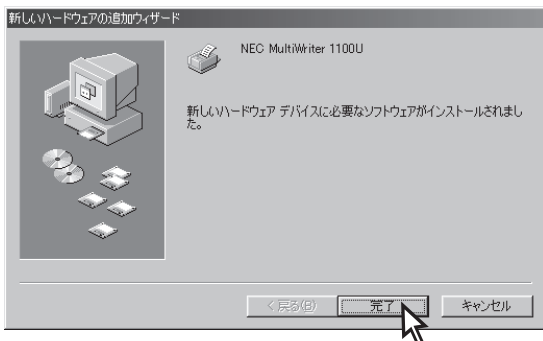 新しいハードウェアの追加ウィザード
NEC MultiWriter 1100U
新しいハードウェア デバイスに必要なソフトウェアがインストールされまし
た。
< 戻る(B)
完了
キャンセル